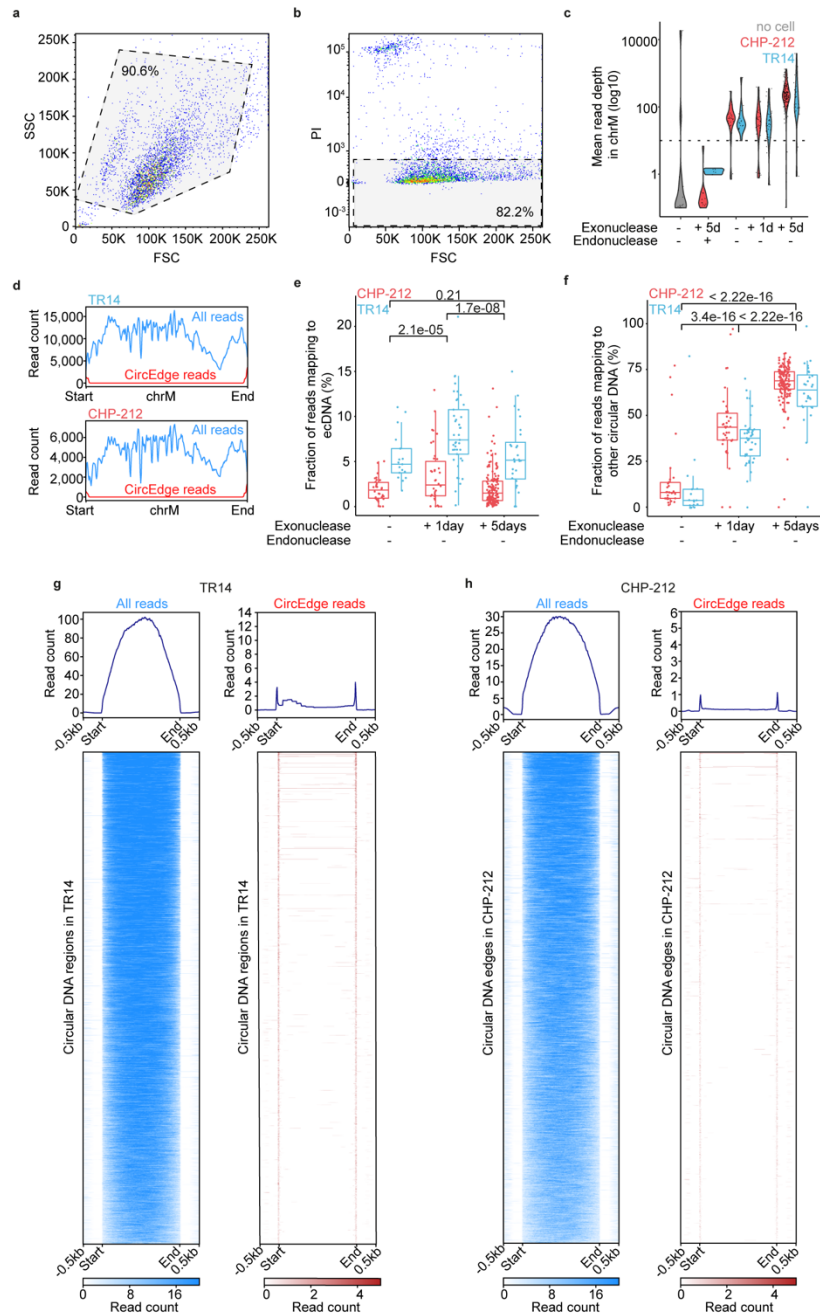 a
250K
200K
150K
100K
50K
0
SSC
90.6%
0 50K 100K 150K 200K 250K
FSC
b
10⁵
10³
0
10⁻³
PI
82.2%
0 50K 100K 150K 200K 250K
FSC
c
no cell
CHP-212
TR14
Mean read depth
in chrM (log10)
10000
100
1
Exonuclease - + 5d - + 1d + 5d
Endonuclease - + - - -
d
TR14
All reads
Read count
15,000
10,000
5,000
0
CircEdge reads
Start chrM End
CHP-212
All reads
Read count
6,000
4,000
2,000
0
CircEdge reads
Start chrM End
e
CHP-212
TR14
0.21
1.7e-08
2.1e-05
Fraction of reads mapping to
ecDNA (%)
20
15
10
5
0
Exonuclease - + 1day + 5days
Endonuclease - - -
f
CHP-212
TR14
< 2.22e-16
3.4e-16 < 2.22e-16
Fraction of reads mapping to
other circular DNA (%)
100
75
50
25
0
Exonuclease - + 1day + 5days
Endonuclease - - -
g
TR14
All reads
Read count
100
80
60
40
20
0
-0.5kb Start End 0.5kb
CircEdge reads
Read count
14
12
10
8
6
4
2
0
-0.5kb Start End 0.5kb
Circular DNA regions in TR14
-0.5kb Start End 0.5kb
0 8 16
Read count
Circular DNA regions in TR14
-0.5kb Start End 0.5kb
0 2 4
Read count
h
CHP-212
All reads
Read count
30
25
20
15
10
5
0
-0.5kb Start End 0.5kb
CircEdge reads
Read count
6
5
4
3
2
1
0
-0.5kb Start End 0.5kb
Circular DNA edges in CHP-212
-0.5kb Start End 0.5kb
0 8 16
Read count
Circular DNA edges in CHP-212
-0.5kb Start End 0.5kb
0 2 4
Read count